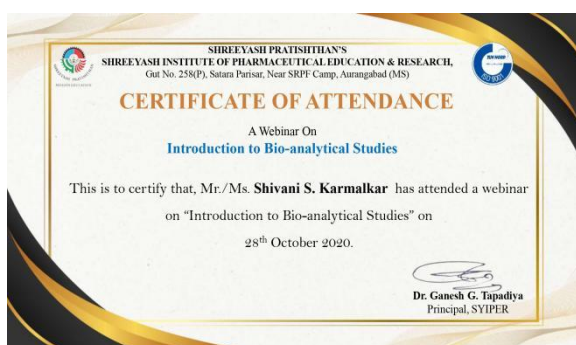 SHREEYASH PRATISHTHAN'S
SHREEYASH INSTITUTE OF PHARMACEUTICAL EDUCATION & RESEARCH,
Gut No. 258(P), Satara Parisar, Near SRPF Camp, Aurangabad (MS)
CERTIFICATE OF ATTENDANCE
A Webinar On
Introduction to Bio-analytical Studies
This is to certify that, Mr./Ms. Shivani S. Karmalkar has attended a webinar
on “Introduction to Bio-analytical Studies” on
28th October 2020.
Dr. Ganesh G. Tapadiya
Principal, SYIPER
ISO 9001